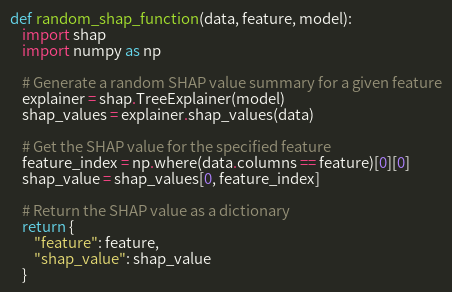 def random_shap_function(data, feature, model):
    import shap
    import numpy as np

    # Generate a random SHAP value summary for a given feature
    explainer = shap.TreeExplainer(model)
    shap_values = explainer.shap_values(data)

    # Get the SHAP value for the specified feature
    feature_index = np.where(data.columns == feature)[0][0]
    shap_value = shap_values[0, feature_index]

    # Return the SHAP value as a dictionary
    return {
        "feature": feature,
        "shap_value": shap_value
    }